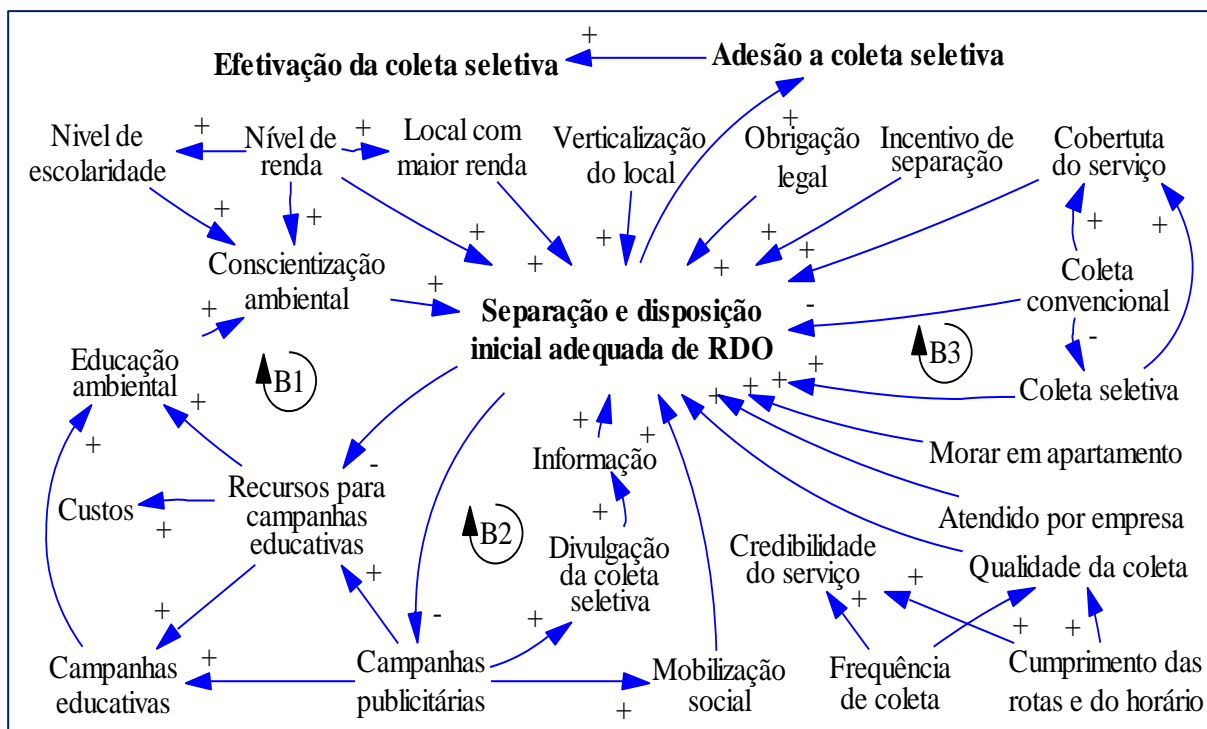 Efetivação da coleta seletiva
+
Adesão a coleta seletiva
Nivel de
escolaridade
+
Nível de
renda
+
Local com
maior renda
Verticalização
do local
+
Obrigação
legal
Incentivo de
separação
Cobertuta
do serviço
+
+
+
+
+
+
+
+
+
+
+
Conscientização
ambiental
+
Coleta
convencional
-
-
Separação e disposição
inicial adequada de RDO
B3
+
Educação
ambiental
+
B1
+
+
+
+
+
Coleta seletiva
+
+
+
Informação
Morar em apartamento
-
Custos
+
Recursos para
campanhas
educativas
B2
+
Divulgação
da coleta
seletiva
Atendido por empresa
Credibilidade
do serviço
Qualidade da coleta
+
+
-
+
+
+
+
+
Campanhas
educativas
+
Campanhas
publicitárias
+
Mobilização
social
Frequência
de coleta
Cumprimento das
rotas e do horário